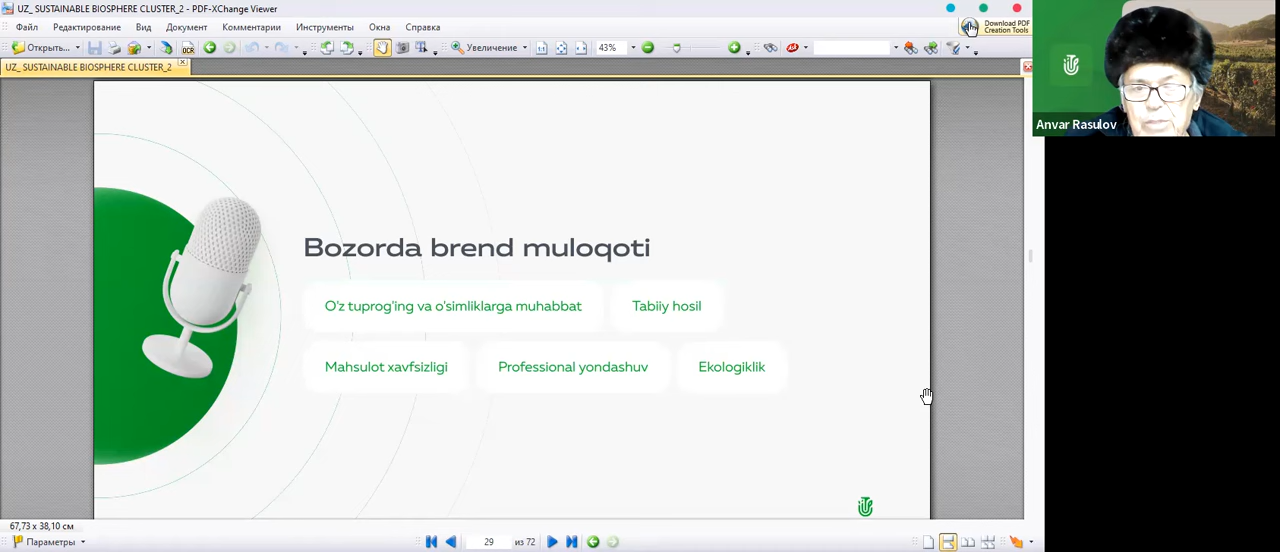 UZ_ SUSTAINABLE BIOSPHERE CLUSTER_2 - PDF-XChange Viewer
Файл Редактирование Вид Документ Комментарии Инструменты Окна Справка
Download PDF
Creation Tools
Открыть... OCR Увеличение 43%
UZ_ SUSTAINABLE BIOSPHERE CLUSTER_2
Anvar Rasulov
Bozorda brend muloqoti
O'z tuprog'ing va o'simliklarga muhabbat
Tabiiy hosil
Mahsulot xavfsizligi
Professional yondashuv
Ekologiklik
67,73 x 38,10 см
Параметры
29 из 72